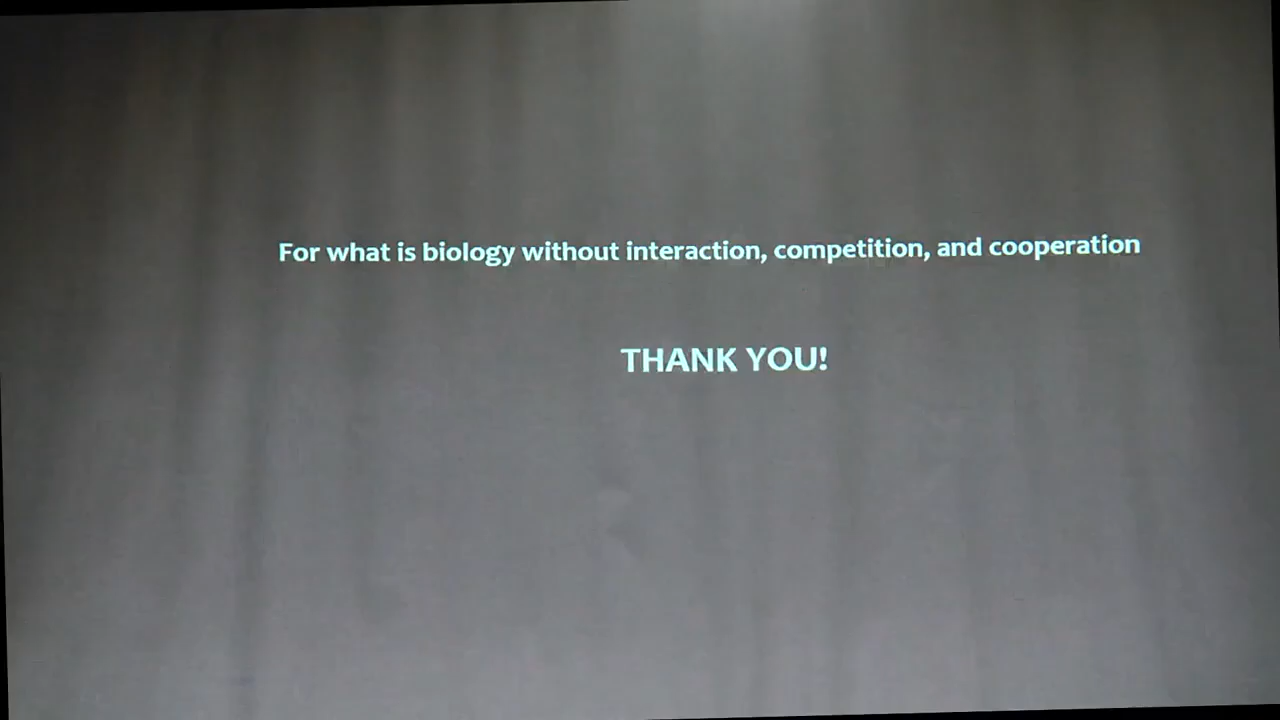 For what is biology without interaction, competition, and cooperation
THANK YOU!